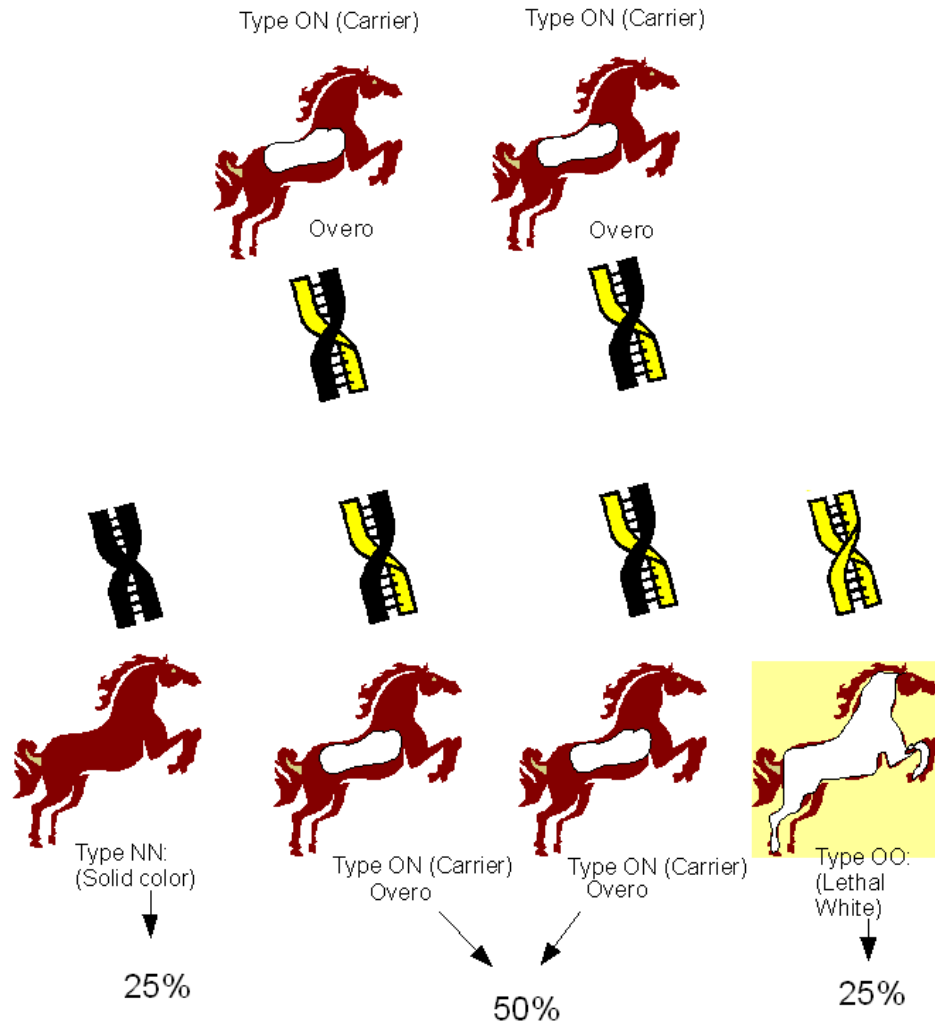 Type ON (Carrier)
Type ON (Carrier)
Overo
Overo
Type NN:
(Solid color)
Type ON (Carrier)
Overo
Type ON (Carrier)
Overo
Type OO:
(Lethal
White)
25%
50%
25%